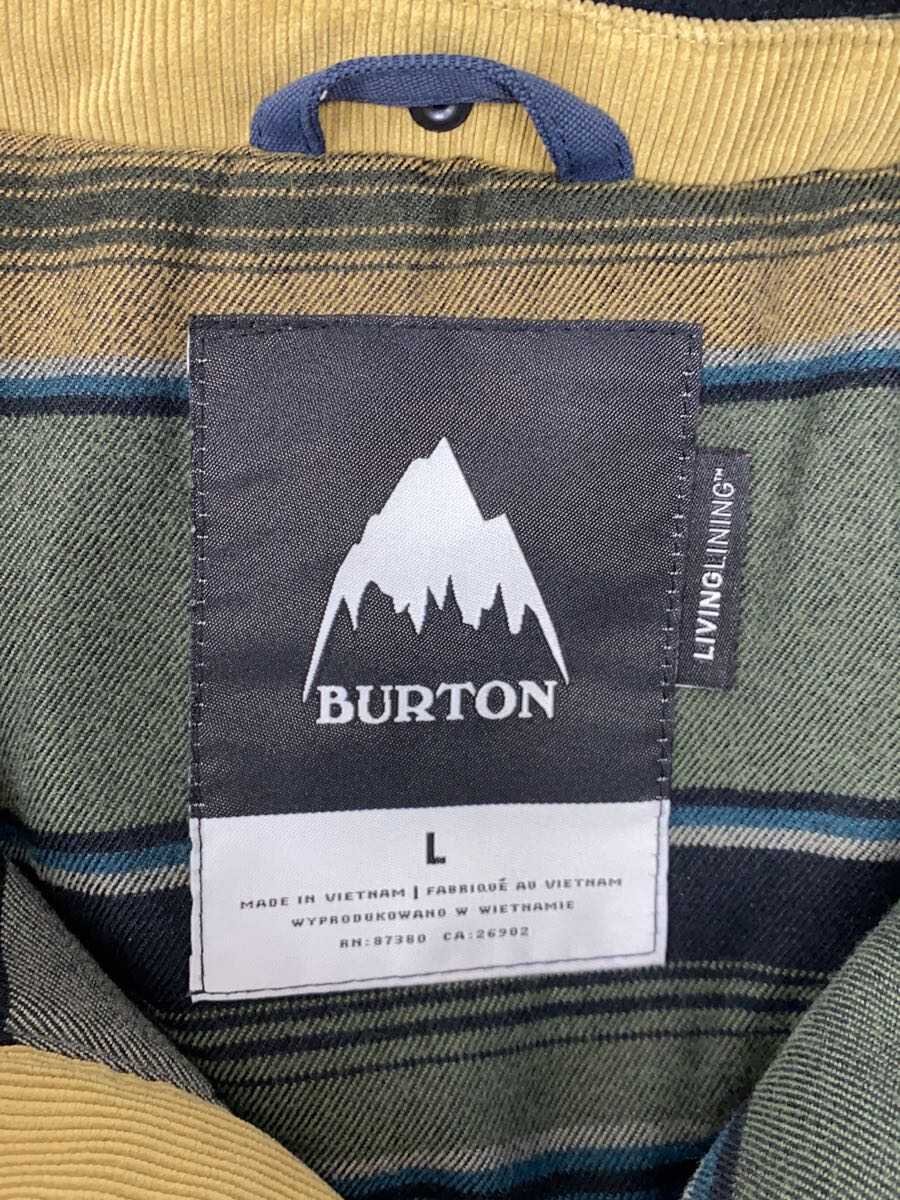 BURTON
LIVINGLINING™
L
MADE IN VIETNAM | FABRIQUÉ AU VIETNAM
WYPRODUKOWANO W WIETNAMIE
RN:87380 CA:26902